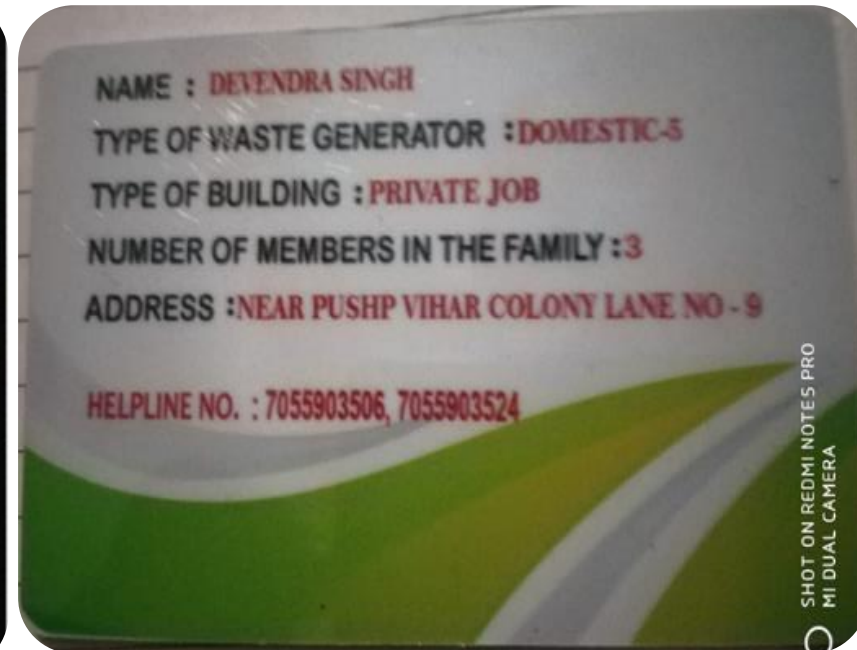 NAME : DEVENDRA SINGH
TYPE OF WASTE GENERATOR : DOMESTIC-5
TYPE OF BUILDING : PRIVATE JOB
NUMBER OF MEMBERS IN THE FAMILY : 3
ADDRESS : NEAR PUSHP VIHAR COLONY LANE NO - 9
HELPLINE NO. : 7055903506, 7055903524
SHOT ON REDMI NOTE5 PRO
MI DUAL CAMERA